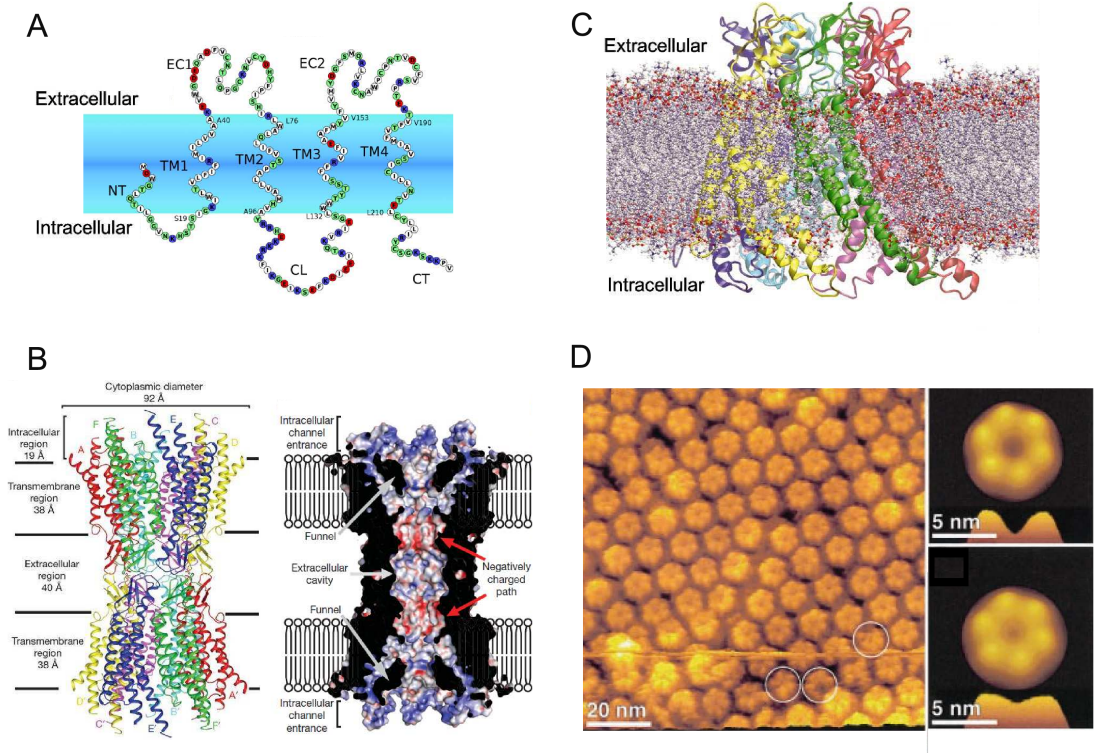 A
EC1
EC2
Extracellular
A40
L76
V153
V190
TM1
TM2
TM3
TM4
NT
S19
A96
L132
L210
Intracellular
CL
CT
B
Cytoplasmic diameter
92 Å
Intracellular
region
19 Å
Transmembrane
region
38 Å
Extracellular
region
40 Å
Transmembrane
region
38 Å
F
B
E
C
D
A
D'
C'
E'
B'
F'
A'
Intracellular
channel
entrance
Funnel
Extracellular
cavity
Negatively
charged
path
Funnel
Intracellular
channel
entrance
C
Extracellular
Intracellular
D
20 nm
5 nm
5 nm